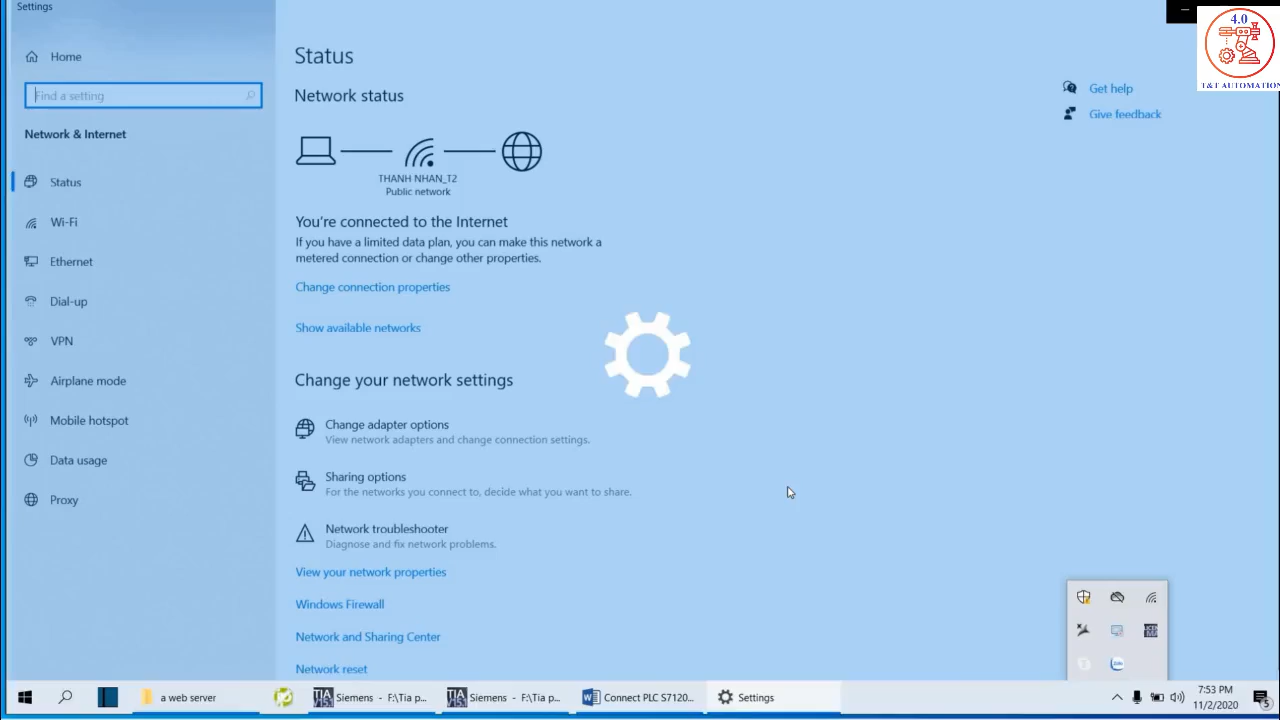 Settings
4.0
T&T AUTOMATION
Home
Find a setting
Network & Internet
Status
Wi-Fi
Ethernet
Dial-up
VPN
Airplane mode
Mobile hotspot
Data usage
Proxy
Status
Network status
THANH NHAN_T2
Public network
You're connected to the Internet
If you have a limited data plan, you can make this network a
metered connection or change other properties.
Change connection properties
Show available networks
Change your network settings
Change adapter options
View network adapters and change connection settings.
Sharing options
For the networks you connect to, decide what you want to share.
Network troubleshooter
Diagnose and fix network problems.
View your network properties
Windows Firewall
Network and Sharing Center
Network reset
Get help
Give feedback
a web server
TIA
Siemens - F:\Tia p...
TIA
Siemens - F:\Tia p...
Connect PLC S7120...
Settings
7:53 PM
11/2/2020
5